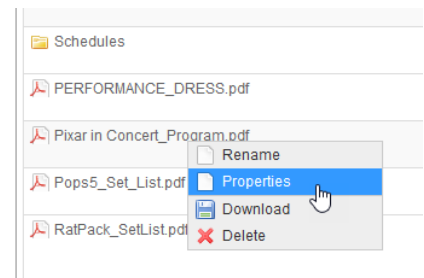 Schedules
PERFORMANCE_DRESS.pdf
Pixar in Concert_Program.pdf
Rename
Pops5_Set_List.pdf
Properties
Download
RatPack_SetList.pdf
Delete